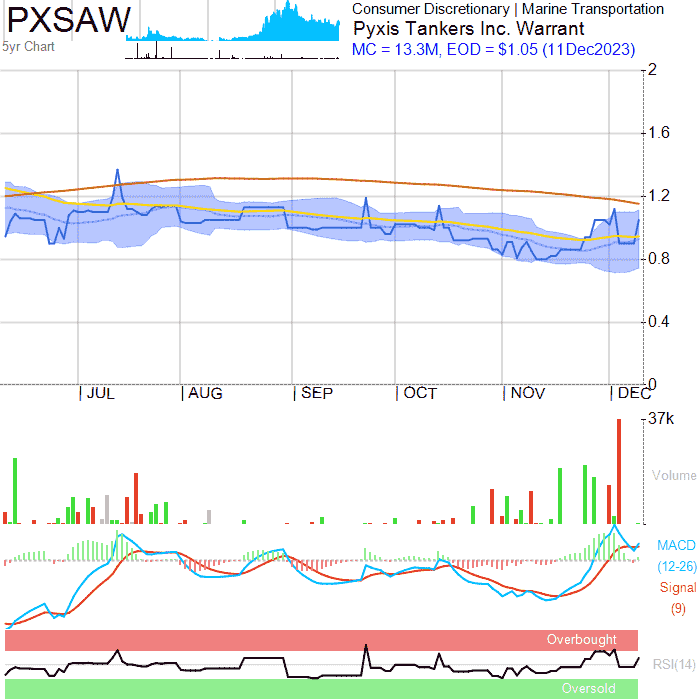 PXSAW
5yr Chart
Consumer Discretionary | Marine Transportation
Pyxis Tankers Inc. Warrant
MC = 13.3M, EOD = $1.05 (11Dec2023)
2
1.6
1.2
0.8
0.4
0
JUL AUG SEP OCT NOV DEC
37k
Volume
MACD
(12-26)
Signal
(9)
Overbought
RSI(14)
Oversold